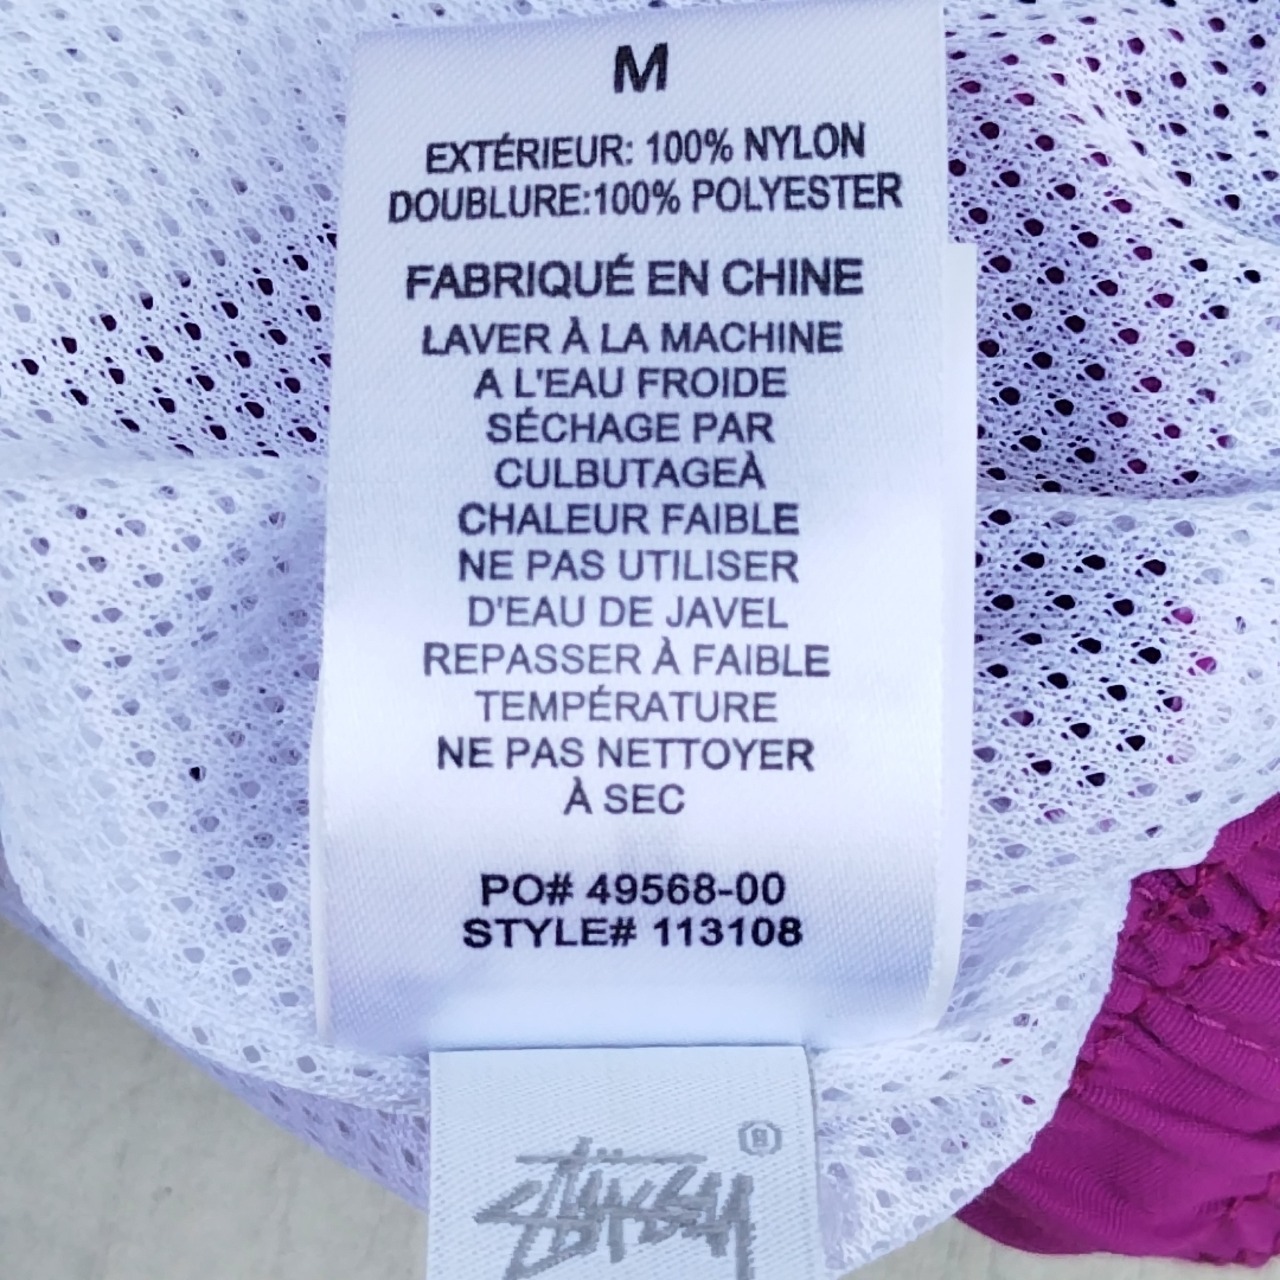 M
EXTÉRIEUR: 100% NYLON
DOUBLURE:100% POLYESTER
FABRIQUÉ EN CHINE
LAVER À LA MACHINE
A L'EAU FROIDE
SÉCHAGE PAR
CULBUTAGEÀ
CHALEUR FAIBLE
NE PAS UTILISER
D'EAU DE JAVEL
REPASSER À FAIBLE
TEMPÉRATURE
NE PAS NETTOYER
À SEC
PO# 49568-00
STYLE# 113108
®
STÜSSY